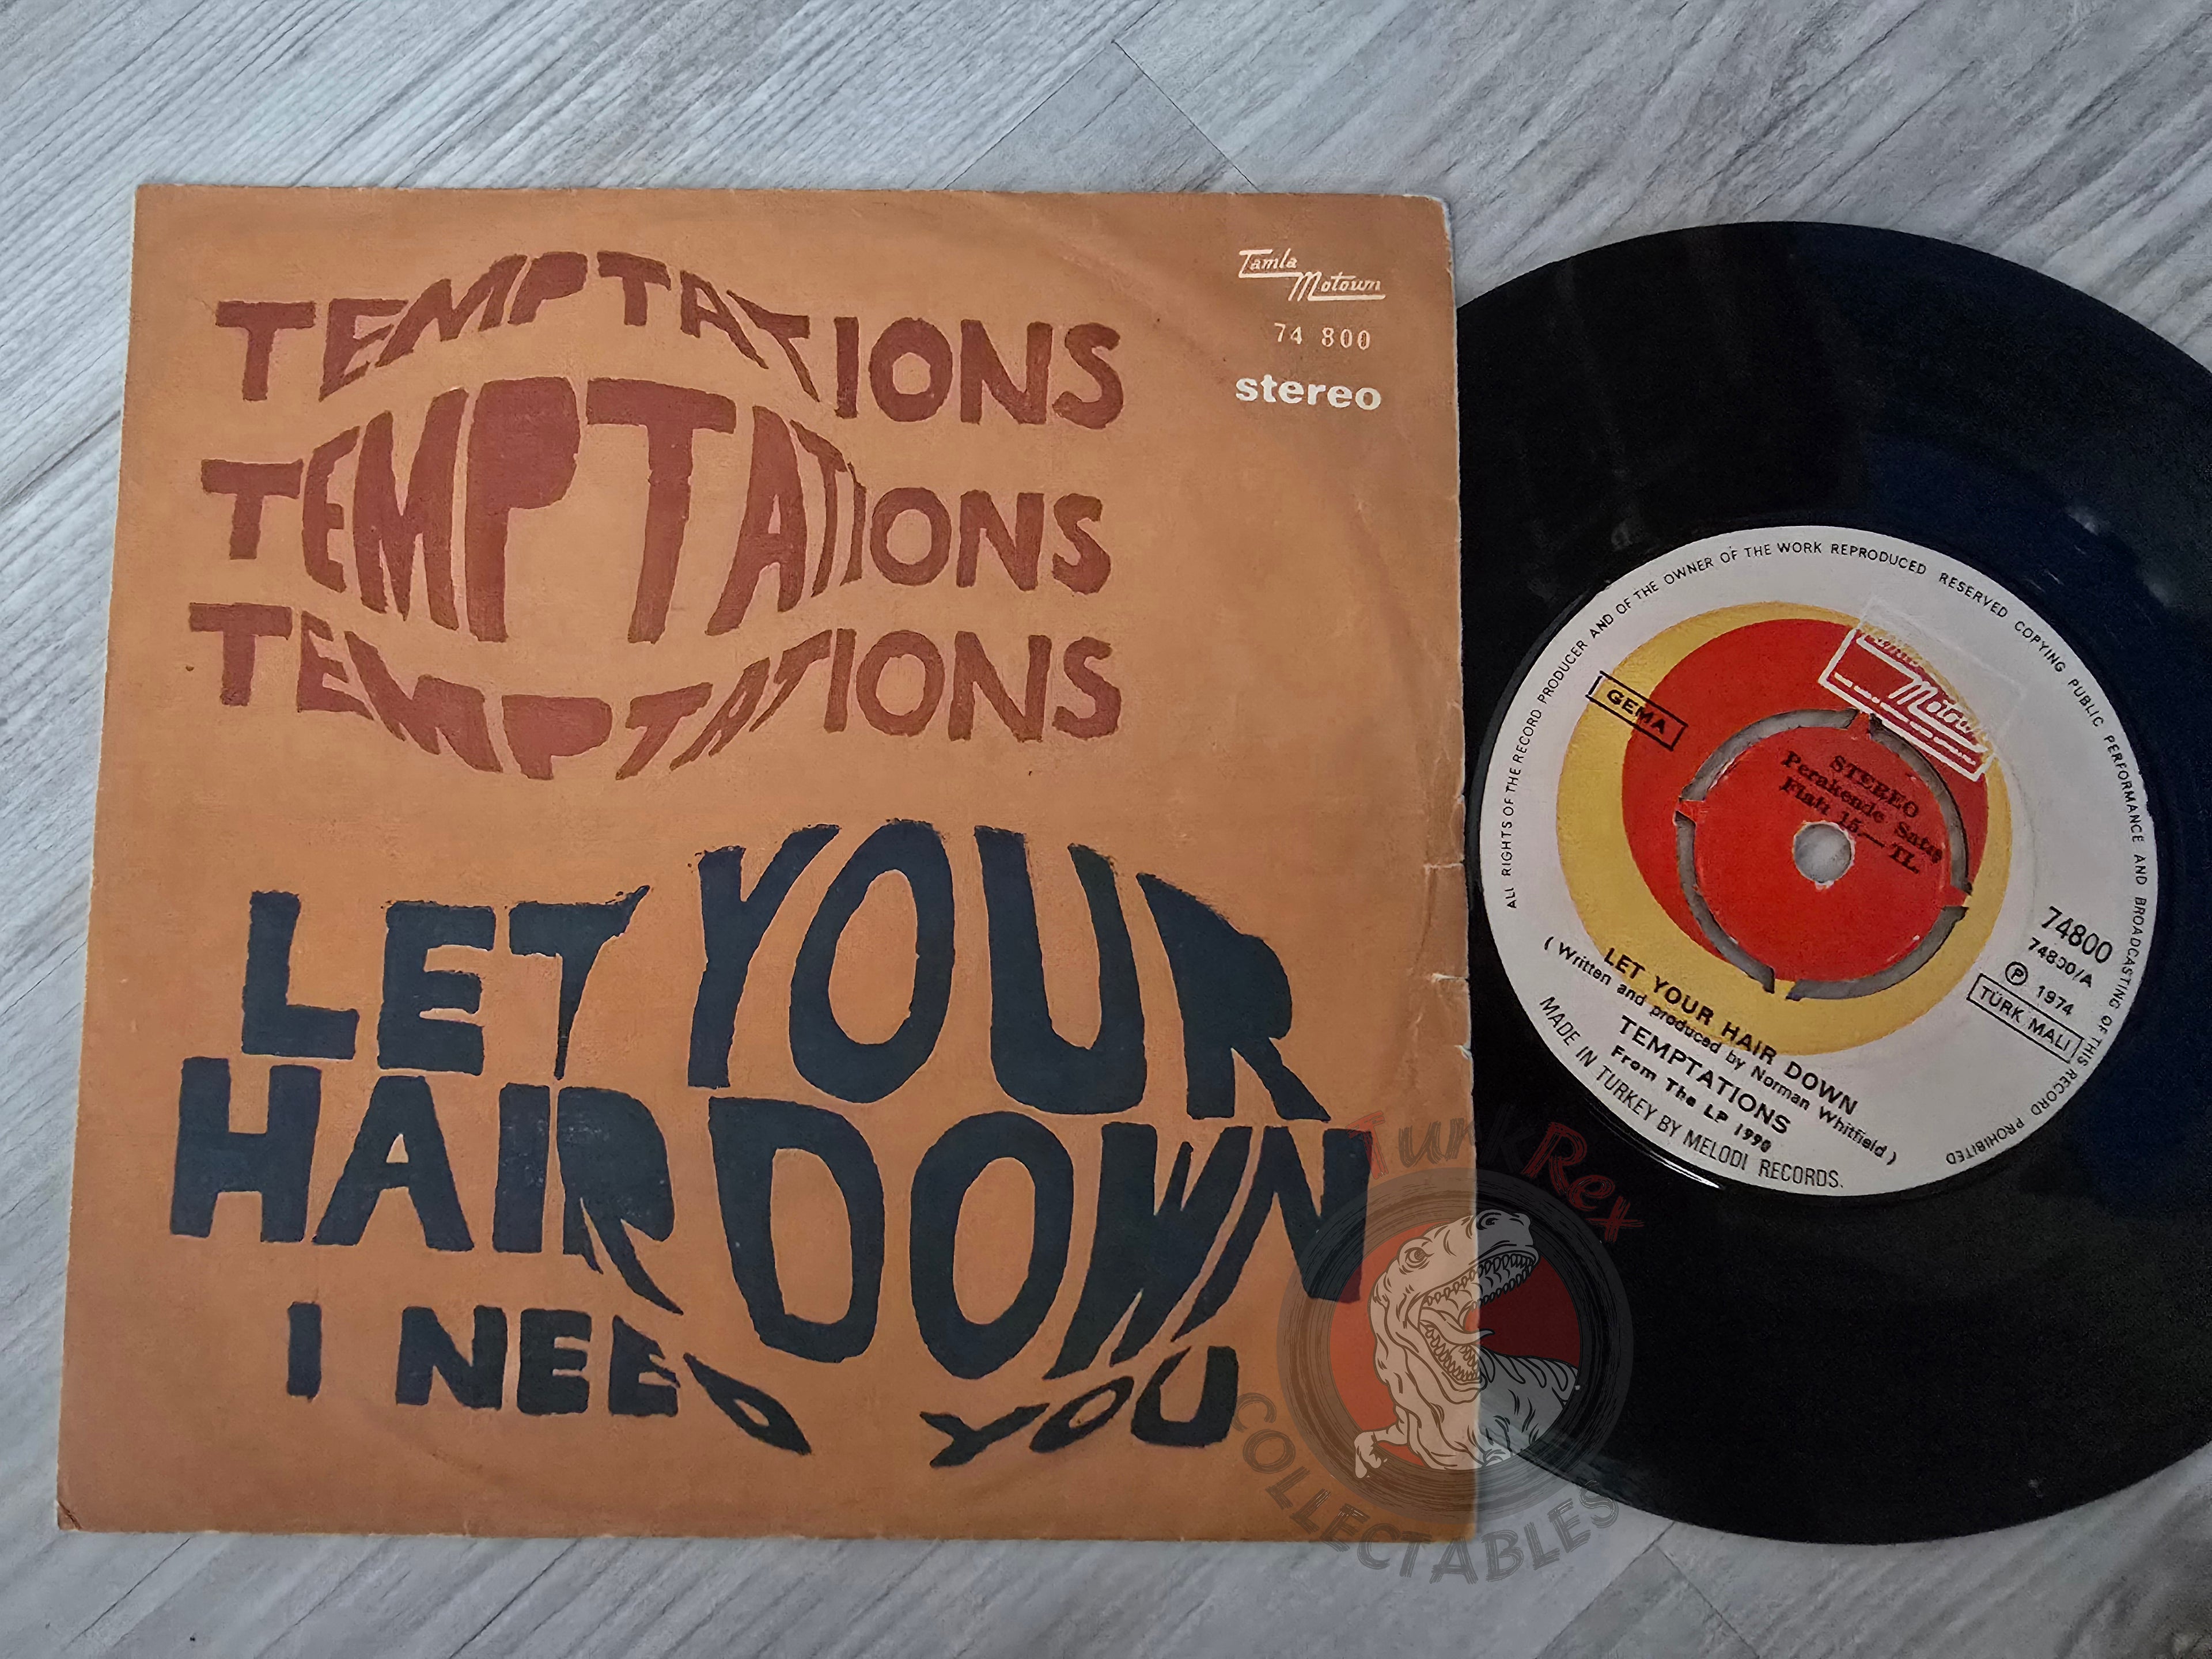 TEMPTATIONS
TEMPTATIONS
TEMPTATIONS
Tamla
Motown
74 800
stereo
LET YOUR
HAIR DOWN
I NEED YOU
ALL RIGHTS OF THE RECORD PRODUCER AND OF THE OWNER OF THE WORK REPRODUCED RESERVED COPYING PUBLIC PERFORMANCE AND BROADCASTING OF THIS RECORD PROHIBITED
GEMA
Tamla
Motown
STEREO
Perakende Satış
Fiatı 15.— TL.
74800
74800/A
Ⓟ 1974
TÜRK MALI
LET YOUR HAIR DOWN
( Written and produced by Norman Whitfield )
TEMPTATIONS
From The LP 1990
MADE IN TURKEY BY MELODI RECORDS.
TurkRex
COLLECTABLES